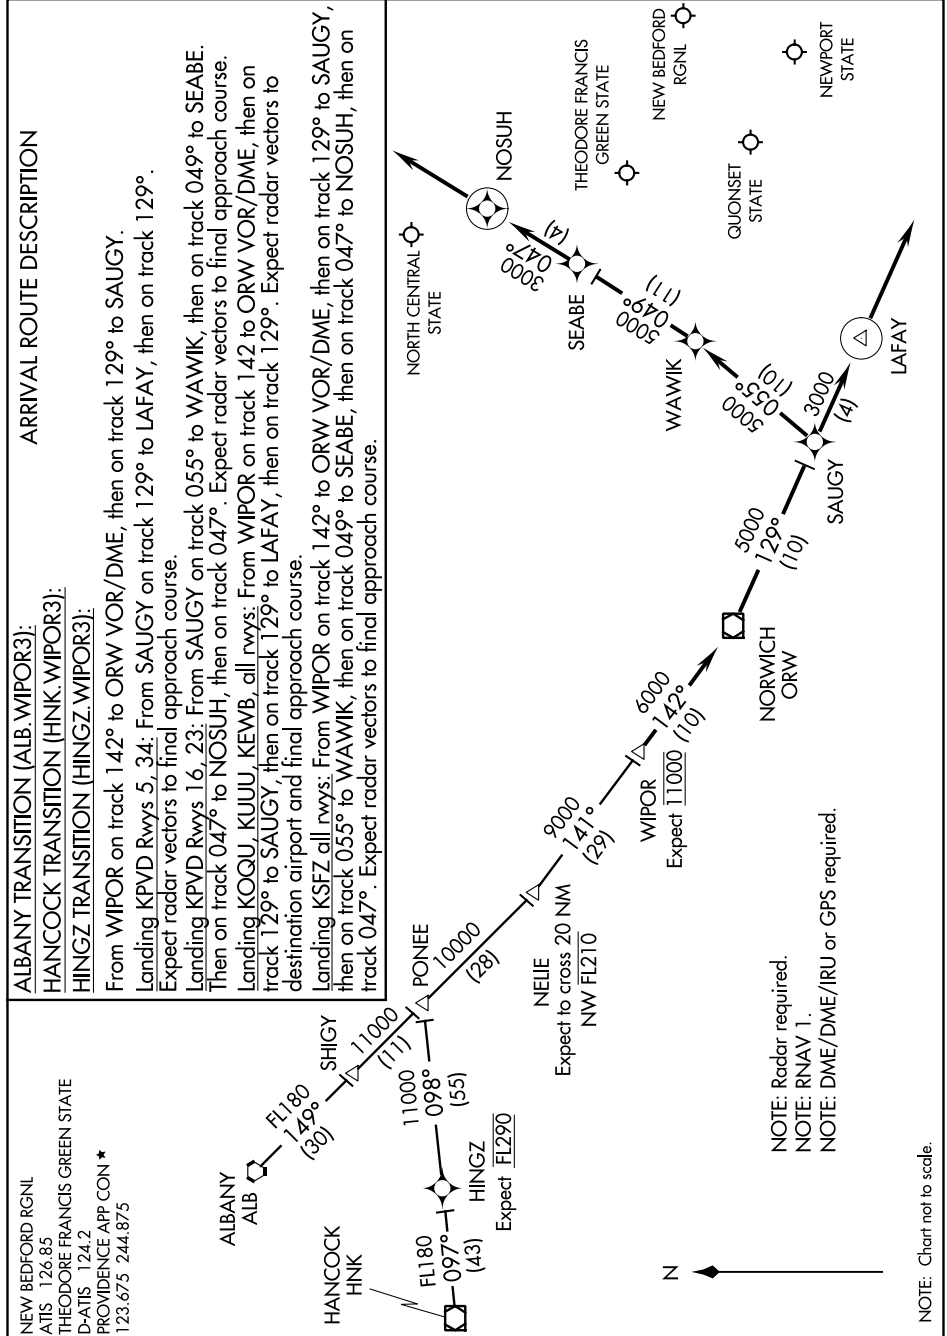 NEW BEDFORD RGNL
ATIS 126.85
THEODORE FRANCIS GREEN STATE
D-ATIS 124.2
PROVIDENCE APP CON ★
123.675 244.875
ALBANY TRANSITION (ALB.WIPOR3):
HANCOCK TRANSITION (HNK.WIPOR3):
HINGZ TRANSITION (HINGZ.WIPOR3):
ARRIVAL ROUTE DESCRIPTION
From WIPOR on track 142° to ORW VOR/DME, then on track 129° to SAUGY.
Landing KPVD Rwys 5, 34: From SAUGY on track 129° to LAFAY, then on track 129°.
Expect radar vectors to final approach course.
Landing KPVD Rwys 16, 23: From SAUGY on track 055° to WAWIK, then on track 049° to SEABE.
Then on track 047° to NOSUH, then on track 047°. Expect radar vectors to final approach course.
Landing KOQU, KUUU, KEWB, all rwys: From WIPOR on track 142 to ORW VOR/DME, then on
track 129° to SAUGY, then on track 129° to LAFAY, then on track 129°. Expect radar vectors to
destination airport and final approach course.
Landing KSFZ all rwys: From WIPOR on track 142° to ORW VOR/DME, then on track 129° to SAUGY,
then on track 055° to WAWIK, then on track 049° to SEABE, then on track 047° to NOSUH, then on
track 047°. Expect radar vectors to final approach course.
ALBANY
ALB
FL180
149°
(30)
SHIGY
11000
(11)
PONEE
HANCOCK
HNK
FL180
097°
(43)
HINGZ
Expect FL290
11000
098°
(55)
10000
(28)
NELIE
Expect to cross 20 NM
NW FL210
9000
141°
(29)
WIPOR
Expect 11000
6000
142°
(10)
NORWICH
ORW
5000
129°
(10)
SAUGY
3000
(4)
LAFAY
5000
055°
(10)
WAWIK
5000
049°
(11)
SEABE
3000
047°
(4)
NOSUH
NORTH CENTRAL
STATE
THEODORE FRANCIS
GREEN STATE
NEW BEDFORD
RGNL
QUONSET
STATE
NEWPORT
STATE
NOTE: Radar required.
NOTE: RNAV 1.
NOTE: DME/DME/IRU or GPS required.
N
NOTE: Chart not to scale.